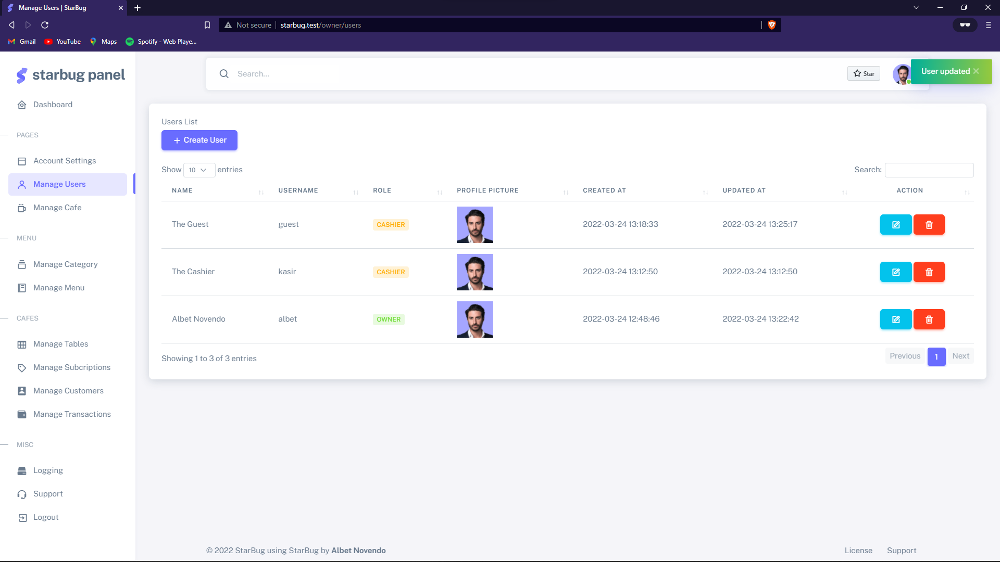 Manage Users | StarBug
Not secure
starbug.test/owner/users
Gmail
YouTube
Maps
Spotify - Web Playe...
starbug panel
Search...
Star
User updated
Dashboard
PAGES
Account Settings
Manage Users
Manage Cafe
MENU
Manage Category
Manage Menu
CAFES
Manage Tables
Manage Subcriptions
Manage Customers
Manage Transactions
MISC
Logging
Support
Logout
Users List
Create User
Show 10 entries
Search:
NAME USERNAME ROLE PROFILE PICTURE CREATED AT UPDATED AT ACTION
The Guest guest CASHIER 2022-03-24 13:18:33 2022-03-24 13:25:17
The Cashier kasir CASHIER 2022-03-24 13:12:50 2022-03-24 13:12:50
Albet Novendo albet OWNER 2022-03-24 12:48:46 2022-03-24 13:22:42
Showing 1 to 3 of 3 entries
Previous 1 Next
© 2022 StarBug using StarBug by Albet Novendo
License Support